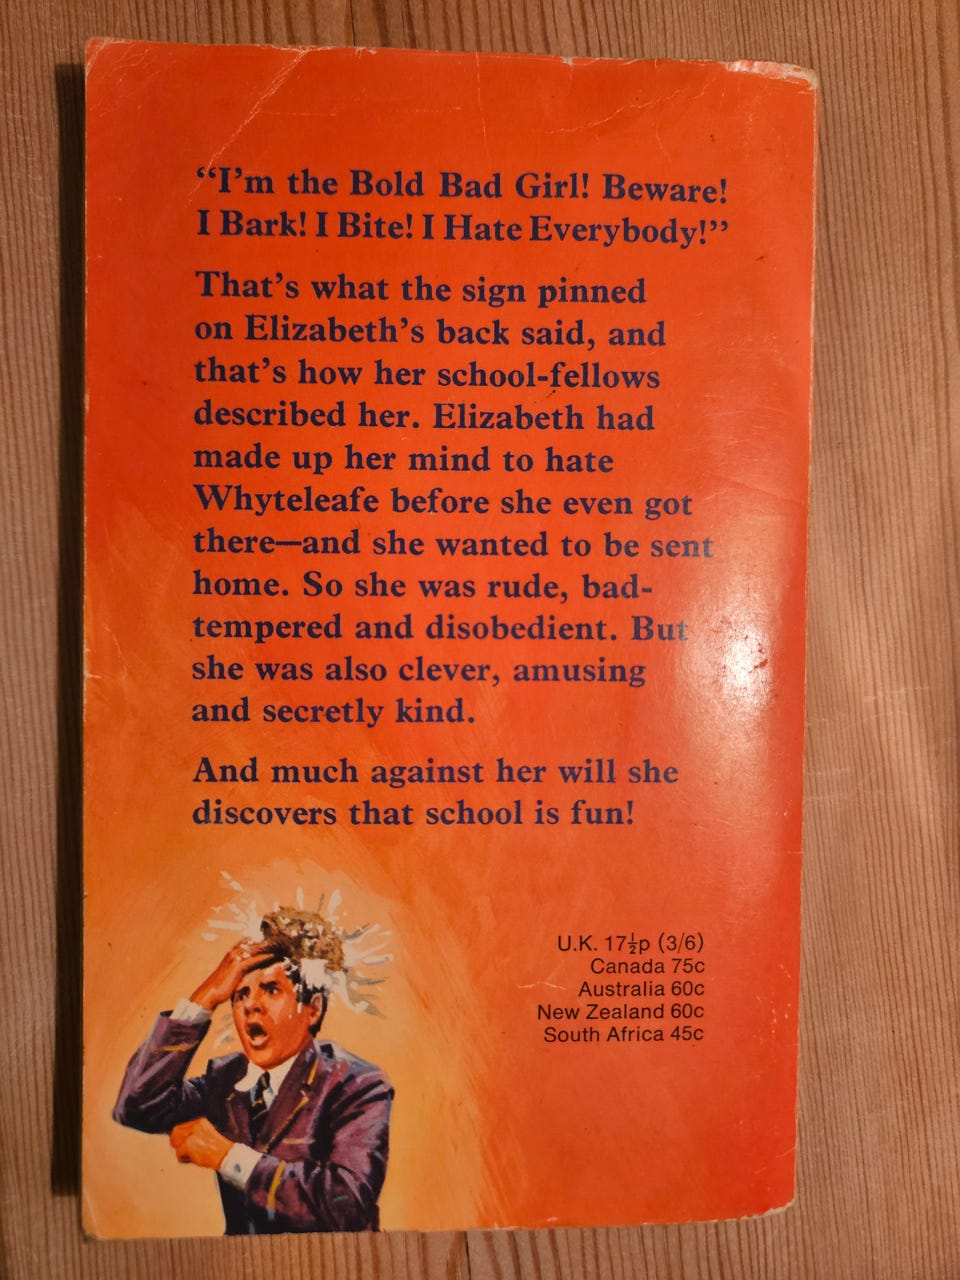 “I’m the Bold Bad Girl! Beware!
I Bark! I Bite! I Hate Everybody!”
That’s what the sign pinned
on Elizabeth’s back said, and
that’s how her school-fellows
described her. Elizabeth had
made up her mind to hate
Whyteleafe before she even got
there—and she wanted to be sent
home. So she was rude, bad-
tempered and disobedient. But
she was also clever, amusing
and secretly kind.
And much against her will she
discovers that school is fun!
U.K. 17½p (3/6)
Canada 75c
Australia 60c
New Zealand 60c
South Africa 45c